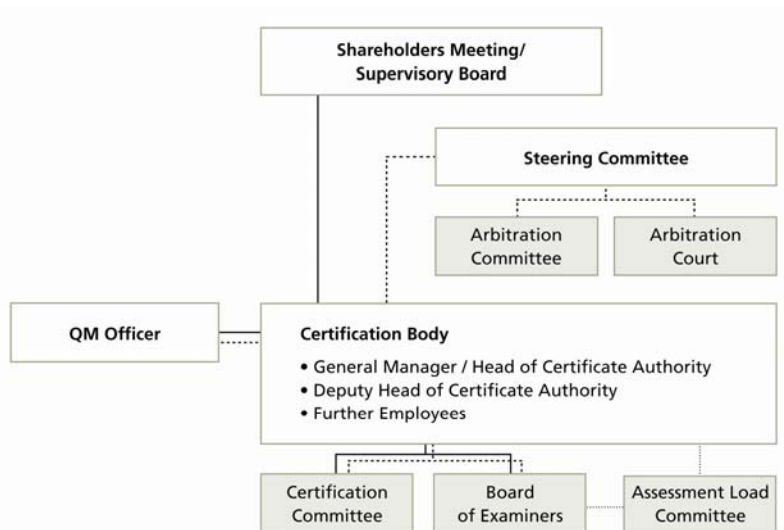 Shareholders Meeting/
Supervisory Board
Steering Committee
Arbitration
Committee
Arbitration
Court
QM Officer
Certification Body
• General Manager / Head of Certificate Authority
• Deputy Head of Certificate Authority
• Further Employees
Certification
Committee
Board
of Examiners
Assessment Load
Committee